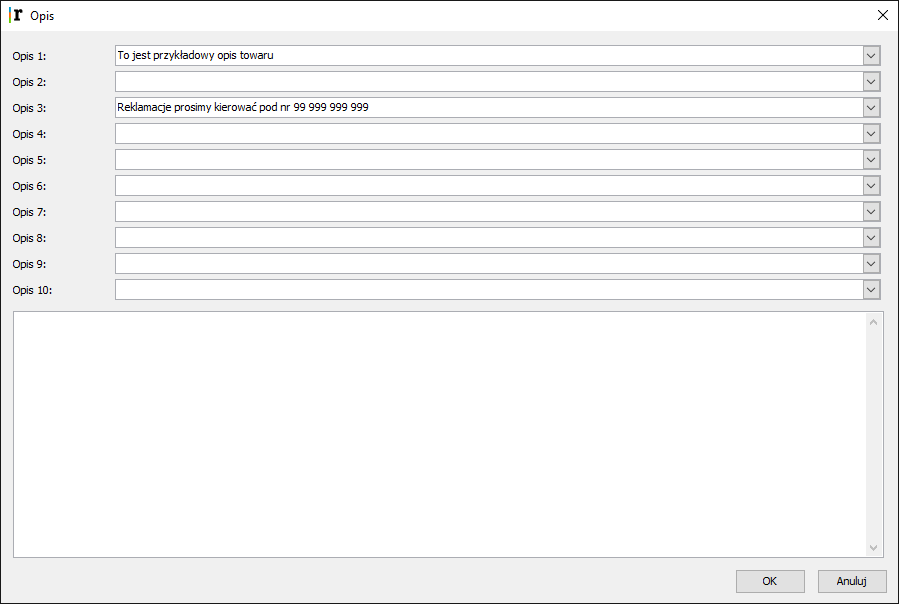 r Opis
Opis 1: To jest przykładowy opis towaru
Opis 2:
Opis 3: Reklamacje prosimy kierować pod nr 99 999 999 999
Opis 4:
Opis 5:
Opis 6:
Opis 7:
Opis 8:
Opis 9:
Opis 10:
OK Anuluj